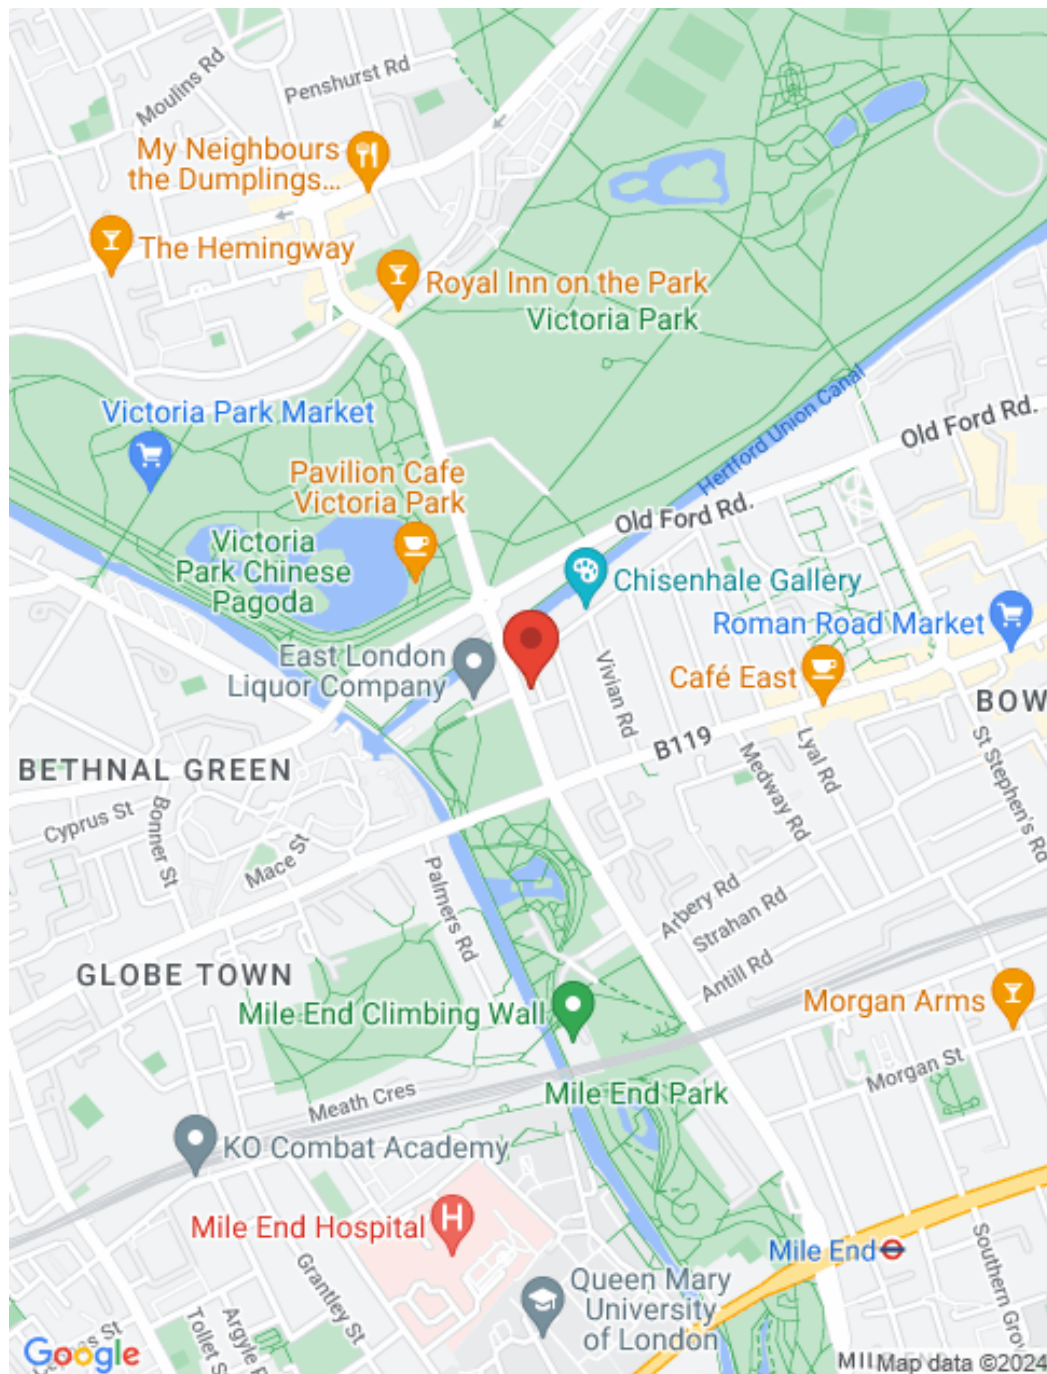 Moulins Rd
Penshurst Rd
My Neighbours
the Dumplings...
The Hemingway
Royal Inn on the Park
Victoria Park
Victoria Park Market
Hertford Union Canal
Old Ford Rd.
Pavilion Cafe
Victoria Park
Old Ford Rd.
Victoria
Park Chinese
Pagoda
Chisenhale Gallery
Roman Road Market
East London
Liquor Company
Vivian Rd
Café East
BOW
B119
BETHNAL GREEN
Lyal Rd
Medway Rd
St Stephen's Rd
Cyprus St
Bonner St
Mace St
Palmers Rd
Arbery Rd
Strahan Rd
Antill Rd
GLOBE TOWN
Mile End Climbing Wall
Morgan Arms
Morgan St
Meath Cres
Mile End Park
KO Combat Academy
Mile End Hospital
H
Mile End
Southern Gro
Grantley St
Queen Mary
University
of London
Argyle
Tollet S
St
Google
Map data ©2024